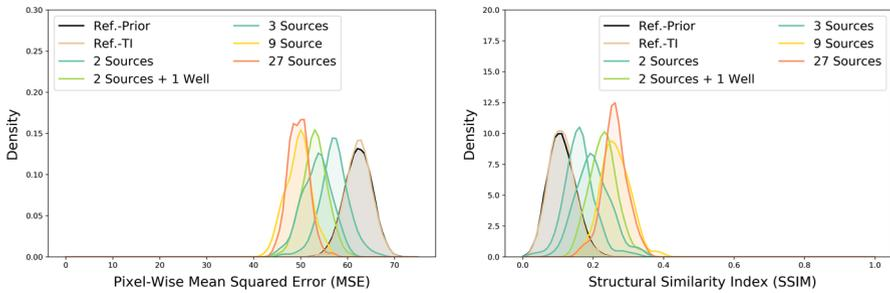 0.30
0.25
0.20
0.15
0.10
0.05
0.00
Density
Ref.-Prior
Ref.-TI
2 Sources
2 Sources + 1 Well
3 Sources
9 Source
27 Sources
0
10
20
30
40
50
60
70
Pixel-Wise Mean Squared Error (MSE)
20.0
17.5
15.0
12.5
10.0
7.5
5.0
2.5
0.0
Density
Ref.-Prior
Ref.-TI
2 Sources
2 Sources + 1 Well
3 Sources
9 Source
27 Sources
0.0
0.2
0.4
0.6
0.8
1.0
Structural Similarity Index (SSIM)